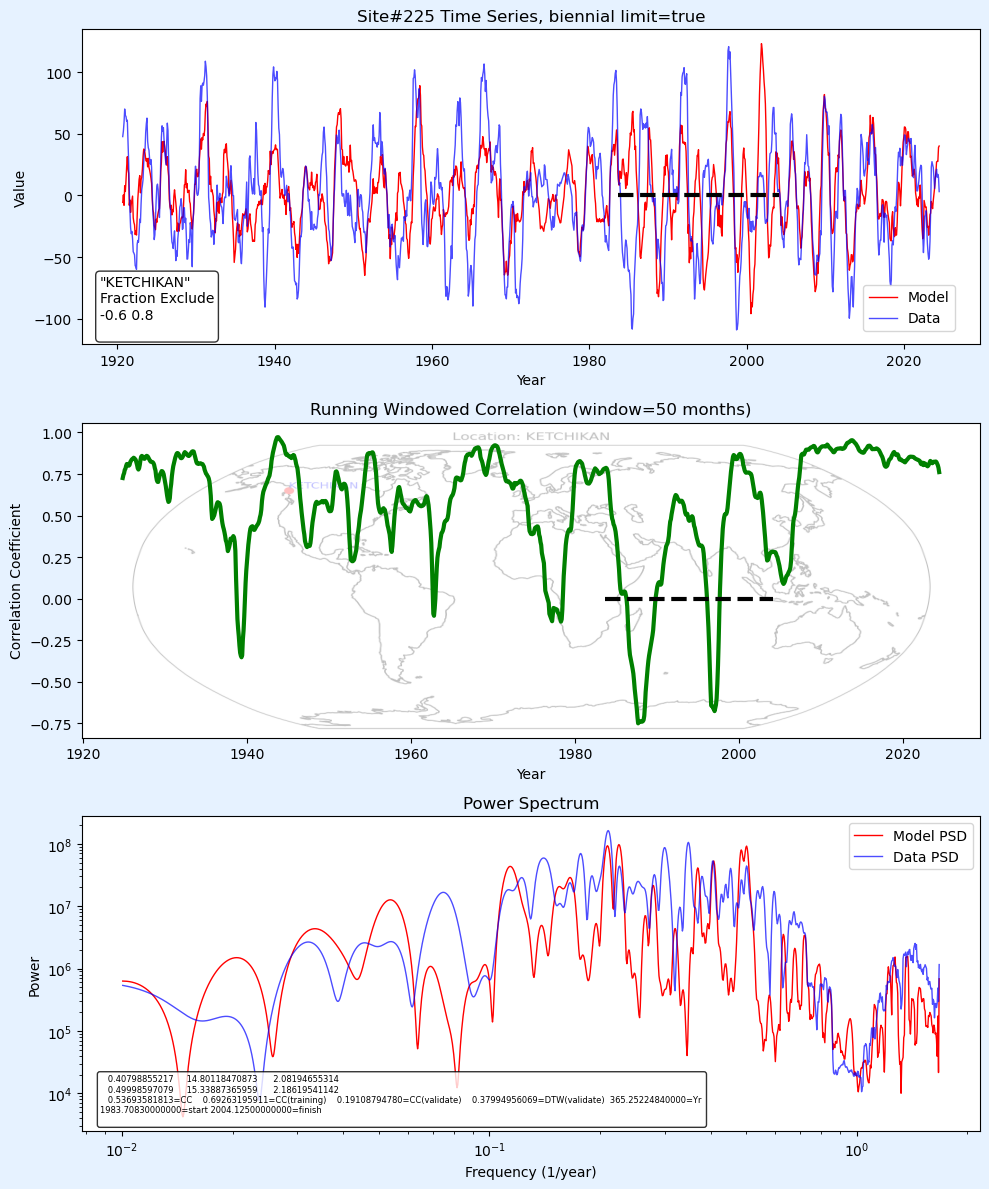 Site#225 Time Series, biennial limit=true
Value
100
50
0
−50
−100
"KETCHIKAN"
Fraction Exclude
-0.6 0.8
Model
Data
1920 1940 1960 1980 2000 2020
Year
Running Windowed Correlation (window=50 months)
Location: KETCHIKAN
KETCHIKAN
Correlation Coefficient
1.00
0.75
0.50
0.25
0.00
−0.25
−0.50
−0.75
1920 1940 1960 1980 2000 2020
Year
Power Spectrum
Model PSD
Data PSD
Power
10^8
10^7
10^6
10^5
10^4
0.40798855217 14.80118470873 2.08194655314
0.49998597079 15.33887365959 2.18619541142
0.53693581813=CC 0.69263195911=CC(training) 0.19108794780=CC(validate) 0.37994956069=DTW(validate) 365.25224840000=Yr
1983.70830000000=start 2004.12500000000=finish
10^−2 10^−1 10^0
Frequency (1/year)